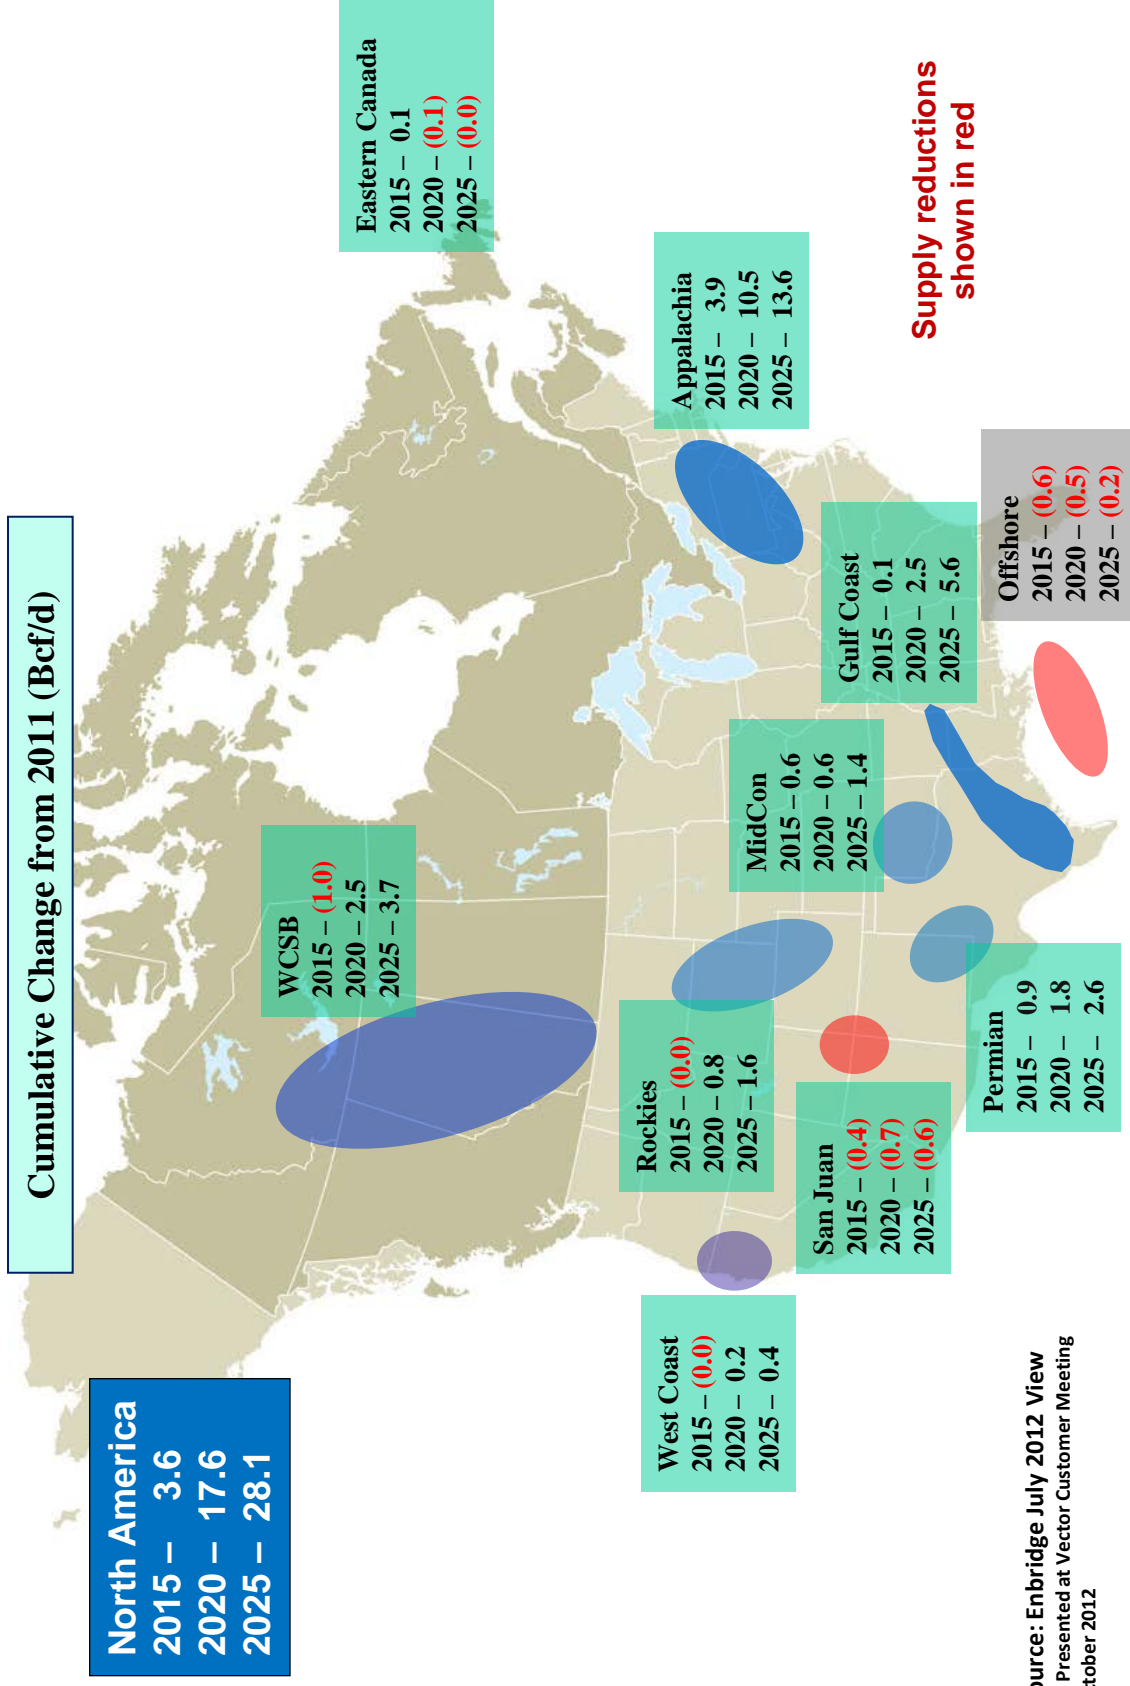 Cumulative Change from 2011 (Bcf/d)
North America
2015 – 3.6
2020 – 17.6
2025 – 28.1
WCSB
2015 – (1.0)
2020 – 2.5
2025 – 3.7
Eastern Canada
2015 – 0.1
2020 – (0.1)
2025 – (0.0)
West Coast
2015 – (0.0)
2020 – 0.2
2025 – 0.4
Rockies
2015 – (0.0)
2020 – 0.8
2025 – 1.6
MidCon
2015 – 0.6
2020 – 0.6
2025 – 1.4
Appalachia
2015 – 3.9
2020 – 10.5
2025 – 13.6
San Juan
2015 – (0.4)
2020 – (0.7)
2025 – (0.6)
Gulf Coast
2015 – 0.1
2020 – 2.5
2025 – 5.6
Permian
2015 – 0.9
2020 – 1.8
2025 – 2.6
Offshore
2015 – (0.6)
2020 – (0.5)
2025 – (0.2)
Supply reductions
shown in red
ource: Enbridge July 2012 View
Presented at Vector Customer Meeting
tober 2012